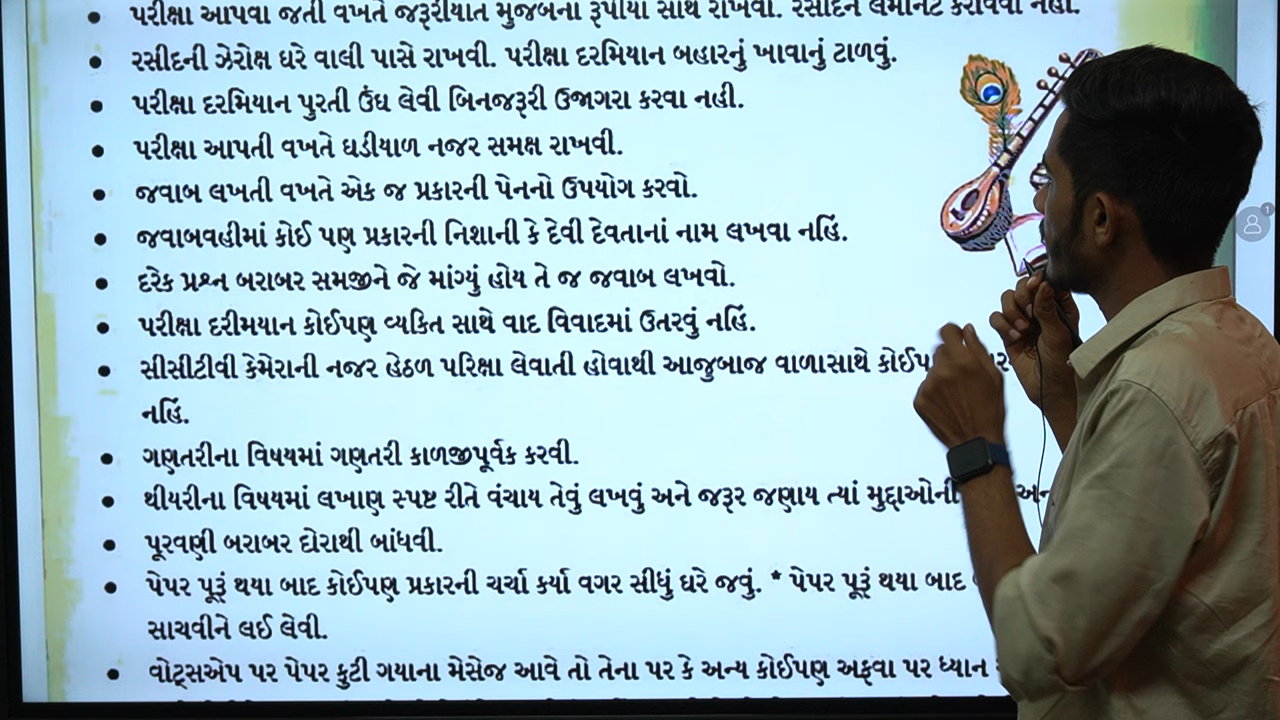 પરીક્ષા આપવા જતી વખતે જરૂરીયાત મુજબના રૂપીયા સાથે રાખવા. રસીદને લેમીનેટ કરાવવી નહી.
રસીદની ઝેરોક્ષ ઘરે વાલી પાસે રાખવી. પરીક્ષા દરમિયાન બહારનું ખાવાનું ટાળવું.
પરીક્ષા દરમિયાન પુરતી ઉંઘ લેવી બિનજરૂરી ઉજાગરા કરવા નહી.
પરીક્ષા આપતી વખતે ઘડીયાળ નજર સમક્ષ રાખવી.
જવાબ લખતી વખતે એક જ પ્રકારની પેનનો ઉપયોગ કરવો.
જવાબવહીમાં કોઈ પણ પ્રકારની નિશાની કે દેવી દેવતાનાં નામ લખવા નહિં.
દરેક પ્રશ્ન બરાબર સમજીને જે માંગ્યું હોય તે જ જવાબ લખવો.
પરીક્ષા દરીમયાન કોઈપણ વ્યકિત સાથે વાદ વિવાદમાં ઉતરવું નહિં.
સીસીટીવી કેમેરાની નજર હેઠળ પરિક્ષા લેવાતી હોવાથી આજુબાજ વાળાસાથે
નહિં.
ગણતરીના વિષયમાં ગણતરી કાળજીપૂર્વક કરવી.
થીયરીના વિષયમાં લખાણ સ્પષ્ટ રીતે વંચાય તેવું લખવું અને જરૂર જણાય ત્યાં મુદ્દાઓની
પૂરવણી બરાબર દોરાથી બાંધવી.
પેપર પૂરૂં થયા બાદ કોઈપણ પ્રકારની ચર્ચા કર્યા વગર સીધું ઘરે જવું. * પેપર પૂરૂં થયા બાદ
સાચવીને લઈ લેવી.
વોટ્સએપ પર પેપર ફુટી ગયાના મેસેજ આવે તો તેના પર કે અન્ય કોઈપણ અફવા પર ધ્યાન
1